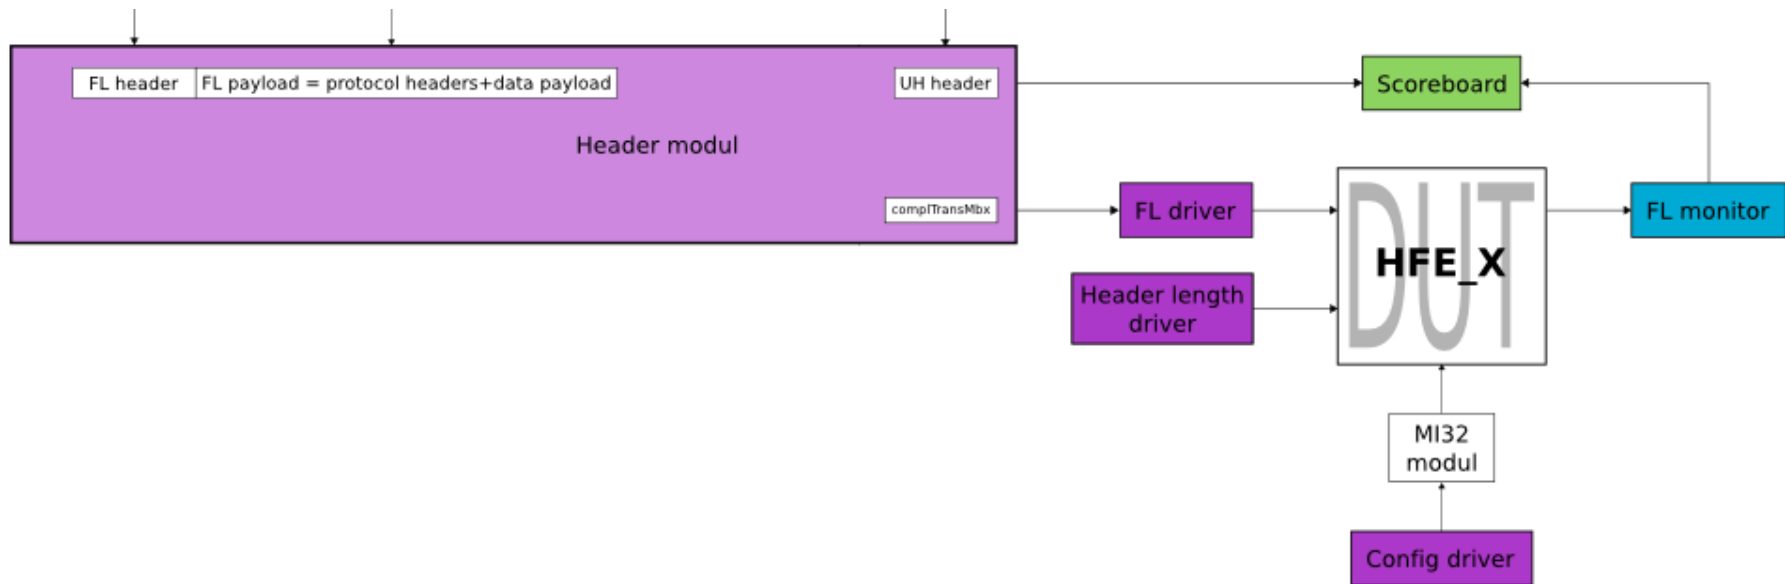 FL header
FL payload = protocol headers+data payload
UH header
Scoreboard
Header modul
complTransMbx
FL driver
DUT
HFE_X
FL monitor
Header length
driver
MI32
modul
Config driver